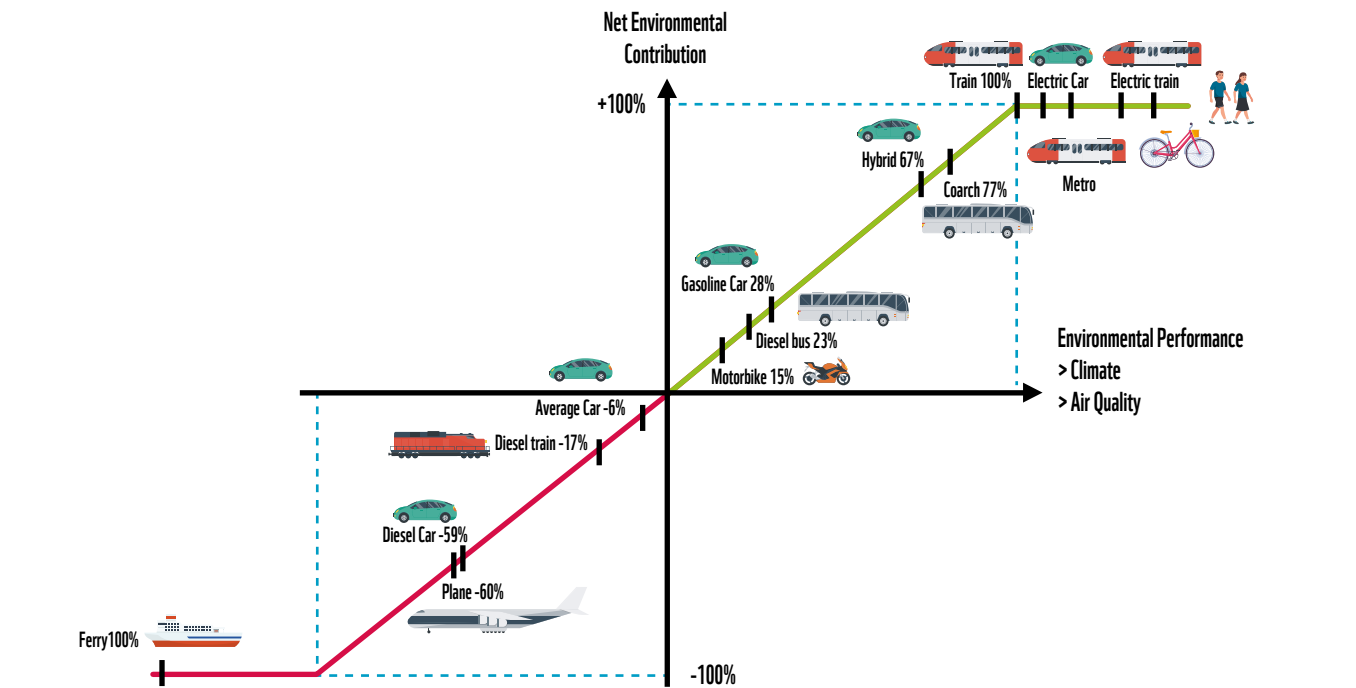 Net Environmental
Contribution
+100%
Train 100%
Electric Car
Electric train
Hybrid 67%
Coarch 77%
Metro
Gasoline Car 28%
Diesel bus 23%
Motorbike 15%
Environmental Performance
> Climate
> Air Quality
Average Car -6%
Diesel train -17%
Diesel Car -59%
Plane -60%
Ferry100%
-100%